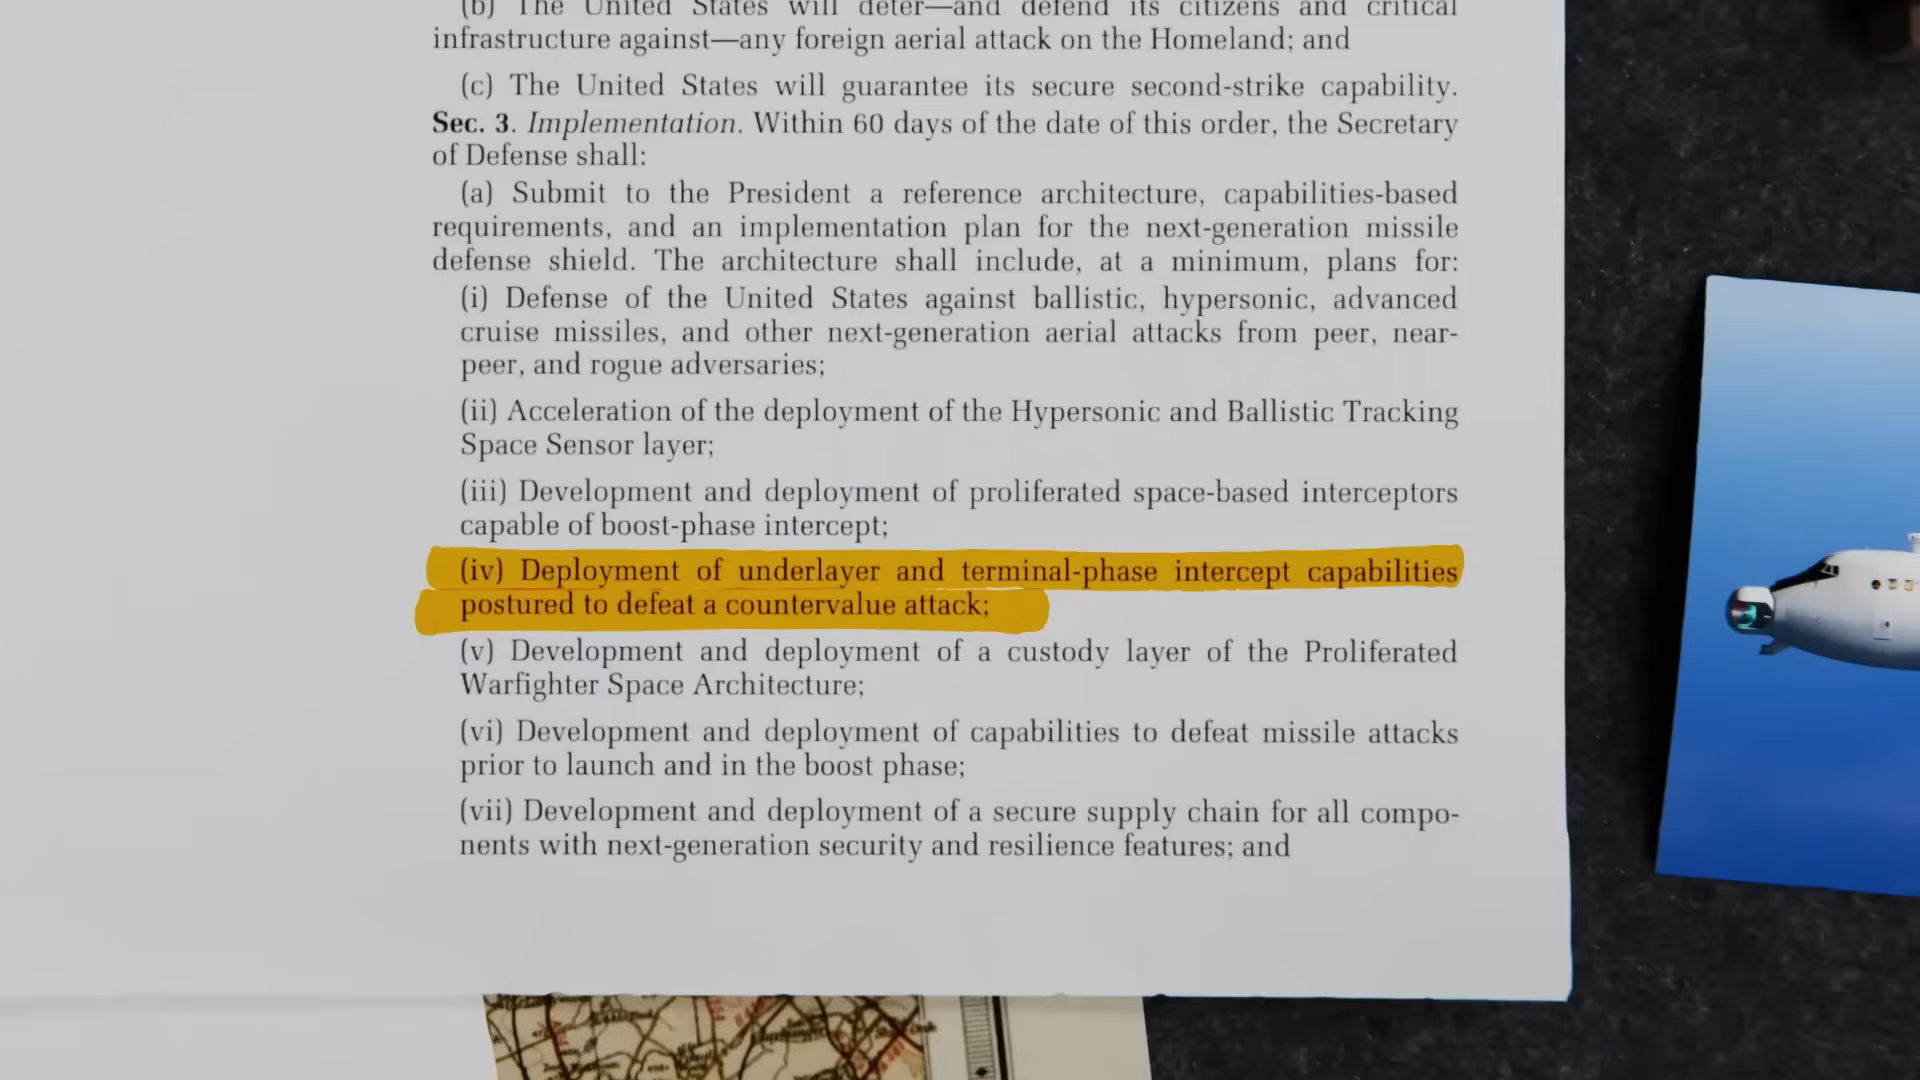 (b) The United States will deter—and defend its citizens and critical
infrastructure against—any foreign aerial attack on the Homeland; and
(c) The United States will guarantee its secure second-strike capability.
Sec. 3. Implementation. Within 60 days of the date of this order, the Secretary
of Defense shall:
(a) Submit to the President a reference architecture, capabilities-based
requirements, and an implementation plan for the next-generation missile
defense shield. The architecture shall include, at a minimum, plans for:
(i) Defense of the United States against ballistic, hypersonic, advanced
cruise missiles, and other next-generation aerial attacks from peer, near-
peer, and rogue adversaries;
(ii) Acceleration of the deployment of the Hypersonic and Ballistic Tracking
Space Sensor layer;
(iii) Development and deployment of proliferated space-based interceptors
capable of boost-phase intercept;
(iv) Deployment of underlayer and terminal-phase intercept capabilities
postured to defeat a countervalue attack;
(v) Development and deployment of a custody layer of the Proliferated
Warfighter Space Architecture;
(vi) Development and deployment of capabilities to defeat missile attacks
prior to launch and in the boost phase;
(vii) Development and deployment of a secure supply chain for all compo-
nents with next-generation security and resilience features; and